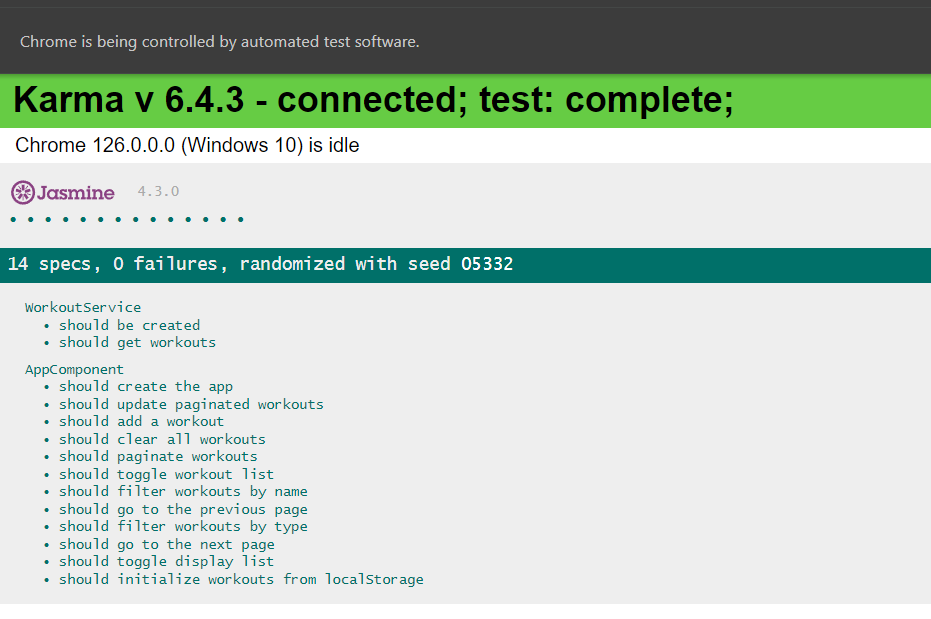 Chrome is being controlled by automated test software.
Karma v 6.4.3 - connected; test: complete;
Chrome 126.0.0.0 (Windows 10) is idle
Jasmine 4.3.0
• • • • • • • • • • • • • •
14 specs, 0 failures, randomized with seed 05332
WorkoutService
• should be created
• should get workouts
AppComponent
• should create the app
• should update paginated workouts
• should add a workout
• should clear all workouts
• should paginate workouts
• should toggle workout list
• should filter workouts by name
• should go to the previous page
• should filter workouts by type
• should go to the next page
• should toggle display list
• should initialize workouts from localStorage